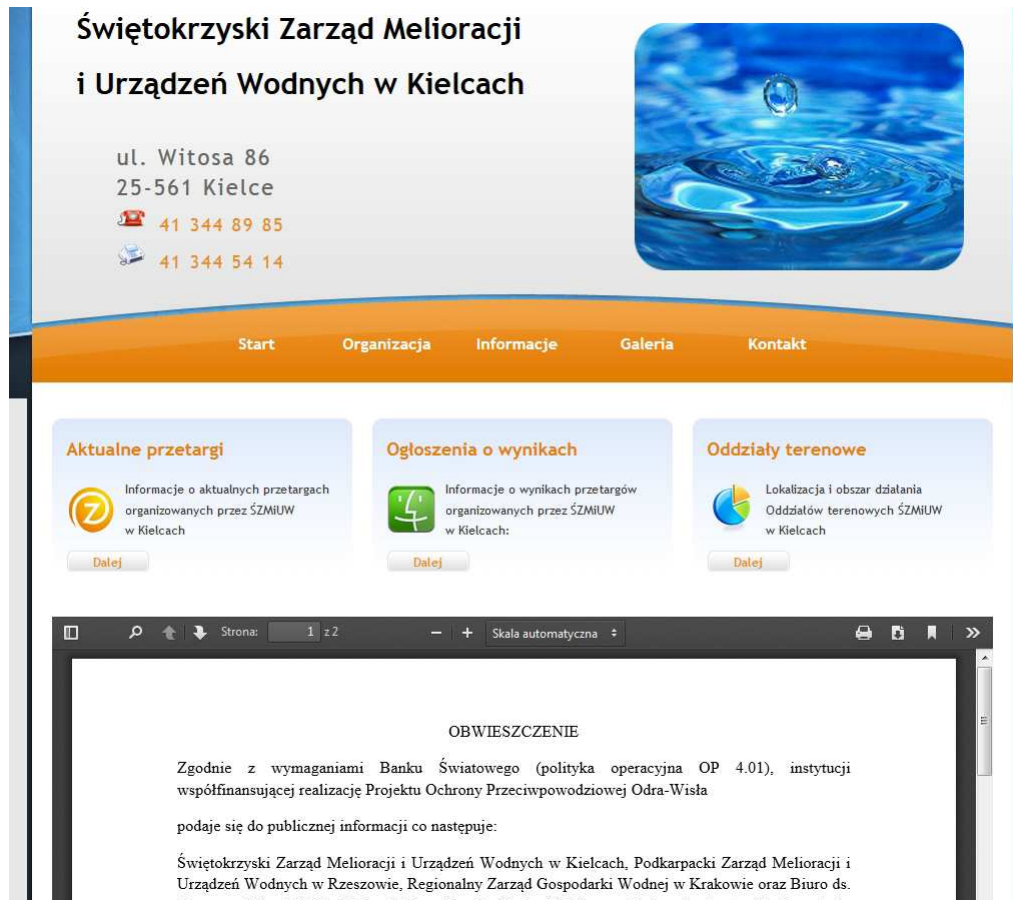 Świętokrzyski Zarząd Melioracji
i Urządzeń Wodnych w Kielcach
ul. Witosa 86
25-561 Kielce
41 344 89 85
41 344 54 14
Start Organizacja Informacje Galeria Kontakt
Aktualne przetargi
Informacje o aktualnych przetargach
organizowanych przez ŚZMiUW
w Kielcach
Dalej
Ogłoszenia o wynikach
Informacje o wynikach przetargów
organizowanych przez ŚZMiUW
w Kielcach:
Dalej
Oddziały terenowe
Lokalizacja i obszar działania
Oddziałów terenowych ŚZMiUW
w Kielcach
Dalej
Strona: 1 z 2 Skala automatyczna
OBWIESZCZENIE
Zgodnie z wymaganiami Banku Światowego (polityka operacyjna OP 4.01), instytucji
współfinansującej realizację Projektu Ochrony Przeciwpowodziowej Odra-Wisła
podaje się do publicznej informacji co następuje:
Świętokrzyski Zarząd Melioracji i Urządzeń Wodnych w Kielcach, Podkarpacki Zarząd Melioracji i
Urządzeń Wodnych w Rzeszowie, Regionalny Zarząd Gospodarki Wodnej w Krakowie oraz Biuro ds.